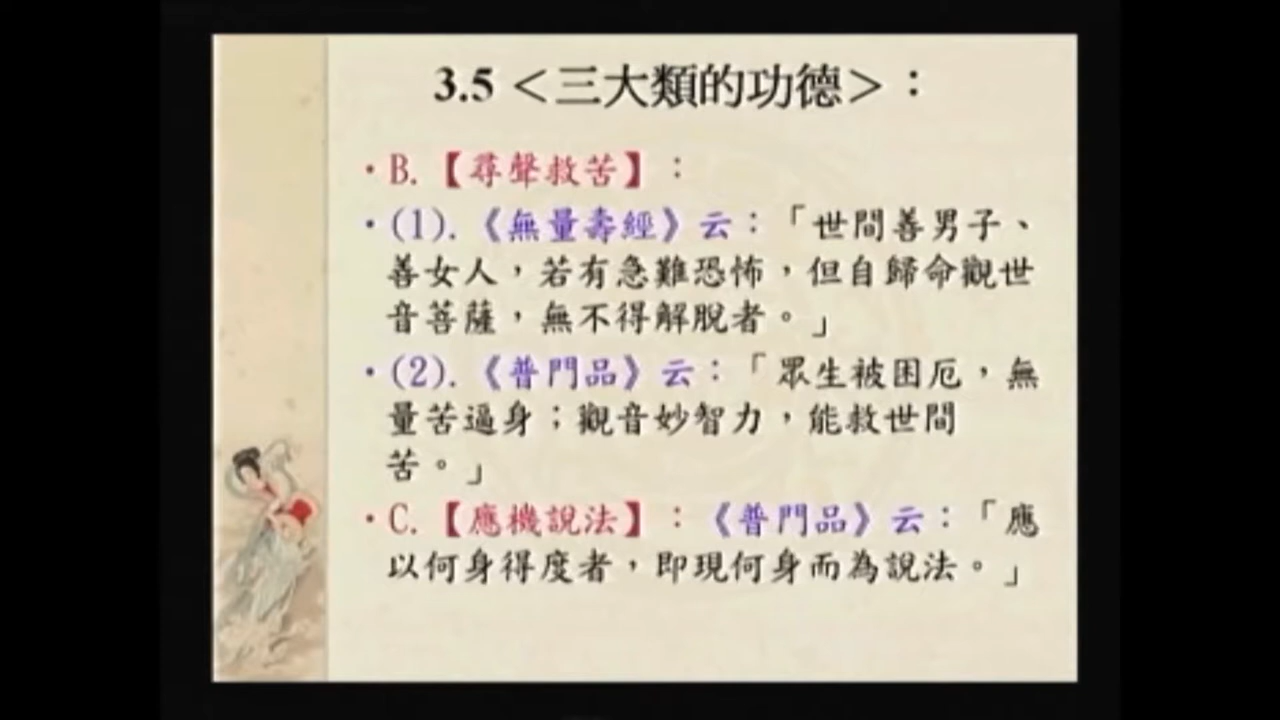 3.5＜三大類的功德＞：
・B.【尋聲救苦】：
・(1).《無量壽經》云：「世間善男子、
善女人，若有急難恐怖，但自歸命觀世
音菩薩，無不得解脫者。」
・(2).《普門品》云：「眾生被困厄，無
量苦逼身；觀音妙智力，能救世間
苦。」
・C.【應機說法】：《普門品》云：「應
以何身得度者，即現何身而為說法。」